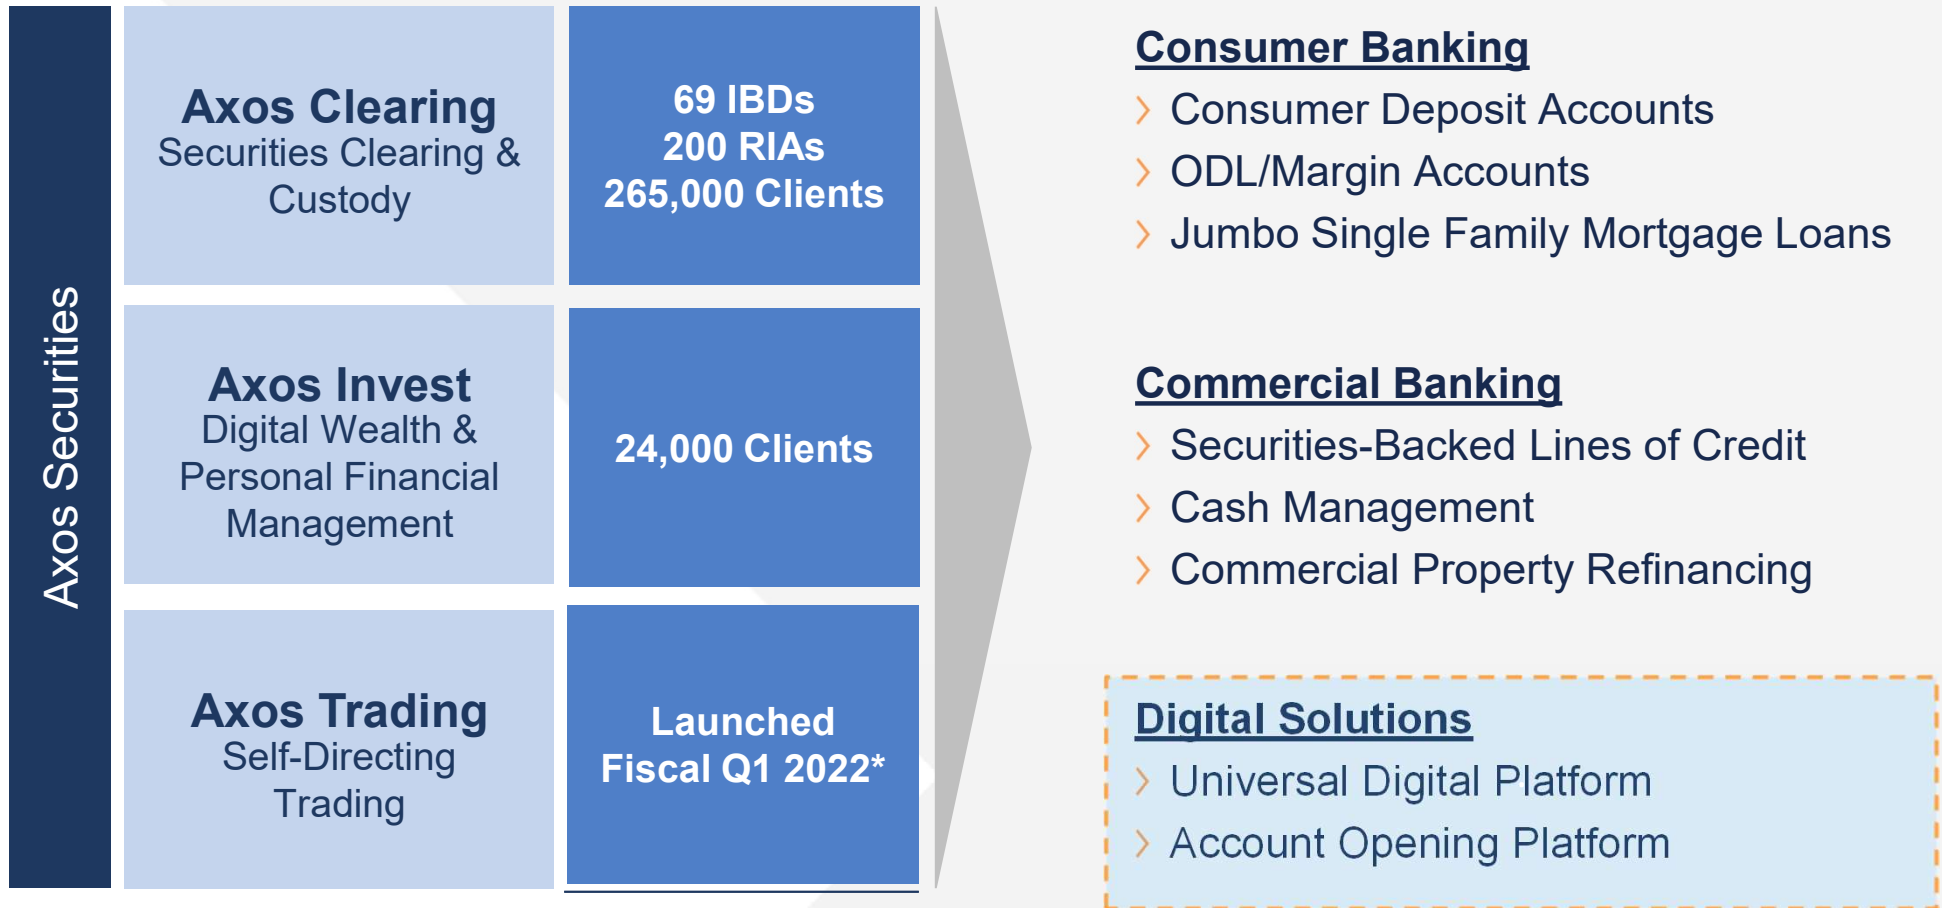 Axos Securities
Axos Clearing
Securities Clearing &
Custody
69 IBDs
200 RIAs
265,000 Clients
Axos Invest
Digital Wealth &
Personal Financial
Management
24,000 Clients
Axos Trading
Self-Directing
Trading
Launched
Fiscal Q1 2022*
Consumer Banking
Consumer Deposit Accounts
ODL/Margin Accounts
Jumbo Single Family Mortgage Loans
Commercial Banking
Securities-Backed Lines of Credit
Cash Management
Commercial Property Refinancing
Digital Solutions
Universal Digital Platform
Account Opening Platform